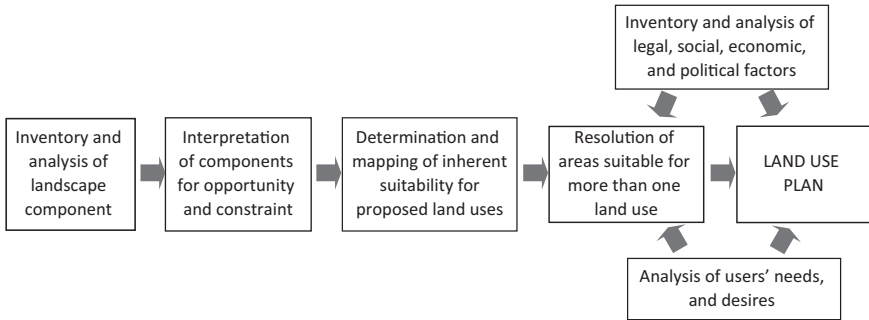 Inventory and analysis of
legal, social, economic,
and political factors
Inventory and
analysis of
landscape
component
Interpretation
of components
for opportunity
and constraint
Determination and
mapping of inherent
suitability for
proposed land uses
Resolution of
areas suitable for
more than one
land use
LAND USE
PLAN
Analysis of users’ needs,
and desires